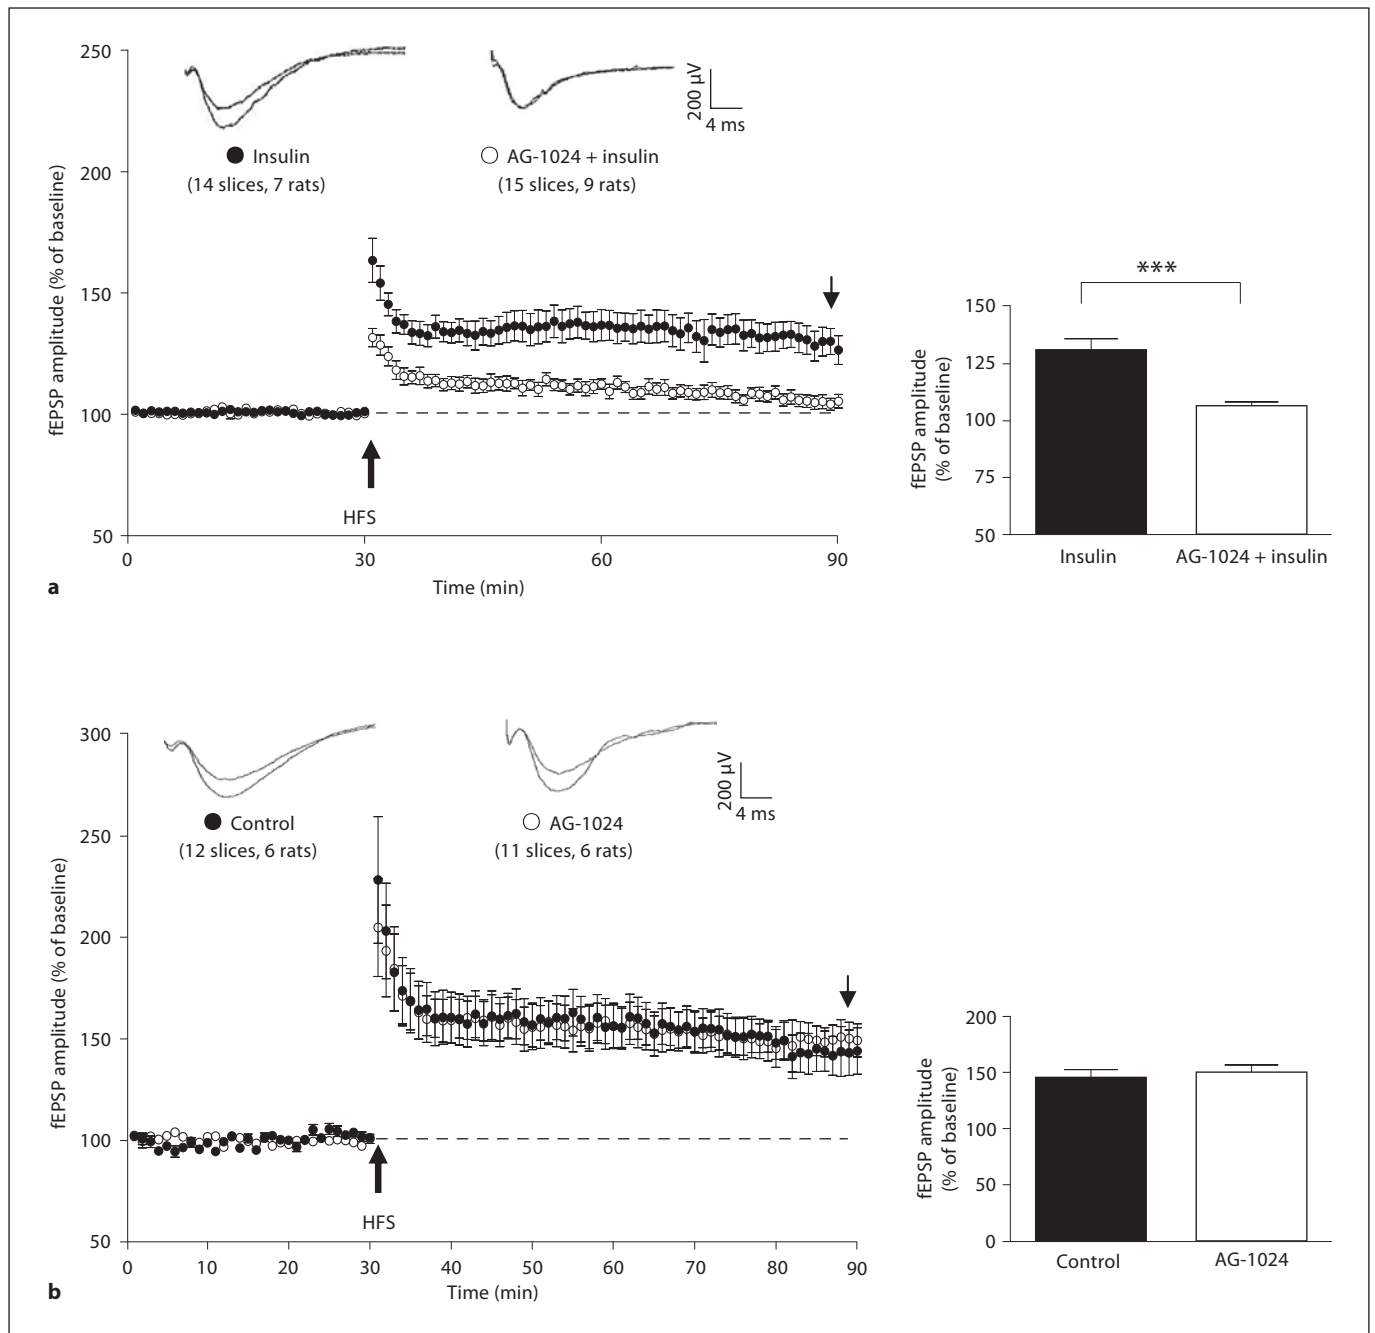 250
200
150
100
50
fEPSP amplitude (% of baseline)
Insulin
(14 slices, 7 rats)
AG-1024 + insulin
(15 slices, 9 rats)
200 µV
4 ms
HFS
0
30
60
90
Time (min)
a
***
150
125
100
75
50
fEPSP amplitude
(% of baseline)
Insulin
AG-1024 + insulin
300
250
200
150
100
50
fEPSP amplitude (% of baseline)
Control
(12 slices, 6 rats)
AG-1024
(11 slices, 6 rats)
200 µV
4 ms
HFS
0
10
20
30
40
50
60
70
80
90
Time (min)
b
200
150
100
50
0
fEPSP amplitude
(% of baseline)
Control
AG-1024